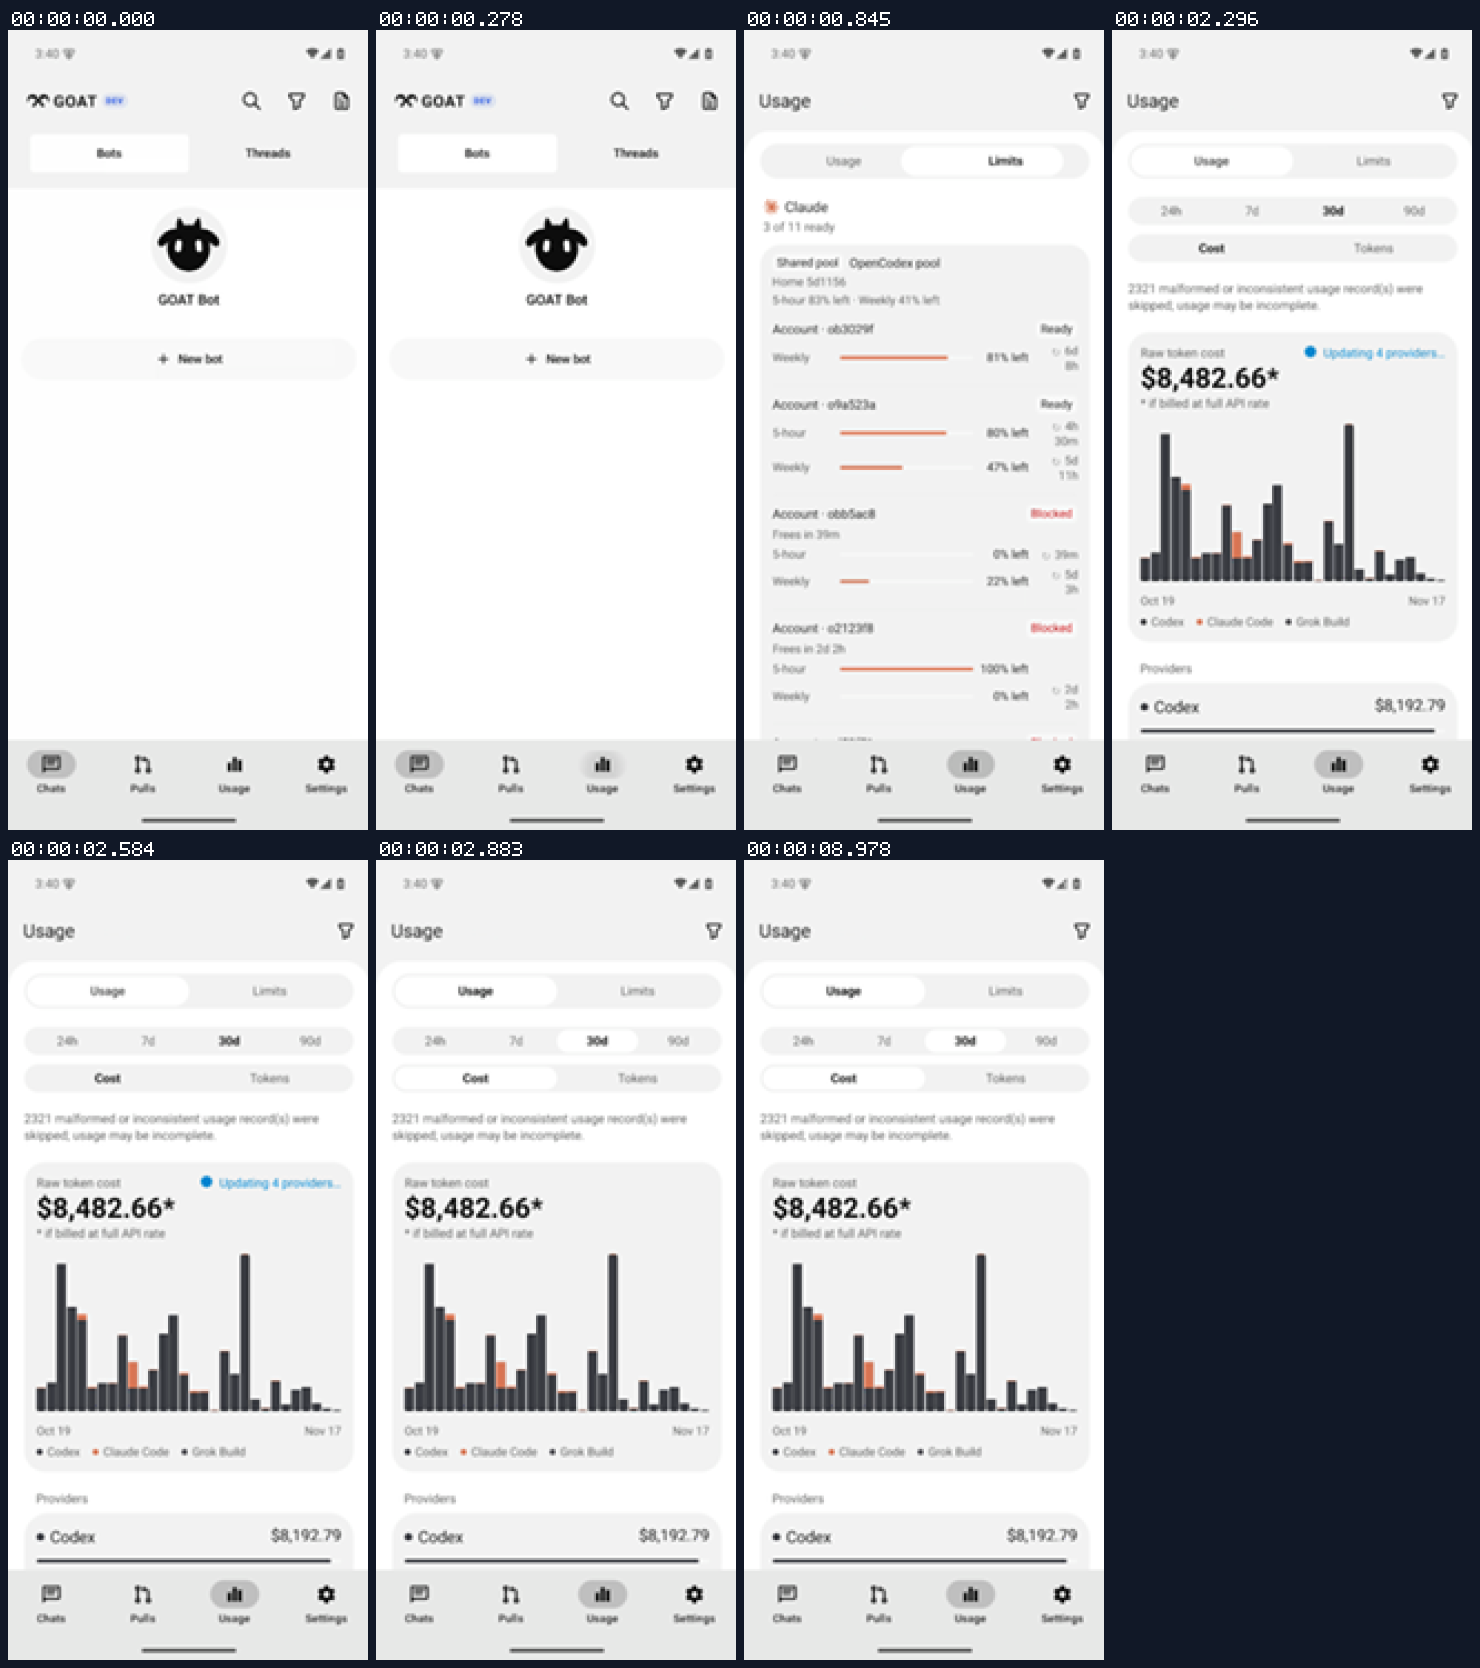 00:00:00.000
3:40
GOAT DEV
Bots Threads
GOAT Bot
+ New bot
Chats Pulls Usage Settings
00:00:00.278
3:40
GOAT DEV
Bots Threads
GOAT Bot
+ New bot
Chats Pulls Usage Settings
00:00:00.845
3:40
Usage
Usage Limits
Claude
3 of 11 ready
Shared pool OpenCodex pool
Home 5d1156
5-hour 83% left · Weekly 41% left
Account · ob3029f Ready
Weekly 81% left 6d 8h
Account · o9a523a Ready
5-hour 80% left 4h 30m
Weekly 47% left 5d 11h
Account · obb5ac8 Blocked
Frees in 39m
5-hour 0% left 39m
Weekly 22% left 5d 3h
Account · o2123f8 Blocked
Frees in 2d 2h
5-hour 100% left
Weekly 0% left 2d 2h
Chats Pulls Usage Settings
00:00:02.296
3:40
Usage
Usage Limits
24h 7d 30d 90d
Cost Tokens
2321 malformed or inconsistent usage record(s) were
skipped; usage may be incomplete.
Raw token cost Updating 4 providers...
$8,482.66*
* if billed at full API rate
Oct 19 Nov 17
Codex Claude Code Grok Build
Providers
Codex $8,192.79
Chats Pulls Usage Settings
00:00:02.584
3:40
Usage
Usage Limits
24h 7d 30d 90d
Cost Tokens
2321 malformed or inconsistent usage record(s) were
skipped; usage may be incomplete.
Raw token cost Updating 4 providers...
$8,482.66*
* if billed at full API rate
Oct 19 Nov 17
Codex Claude Code Grok Build
Providers
Codex $8,192.79
Chats Pulls Usage Settings
00:00:02.883
3:40
Usage
Usage Limits
24h 7d 30d 90d
Cost Tokens
2321 malformed or inconsistent usage record(s) were
skipped; usage may be incomplete.
Raw token cost
$8,482.66*
* if billed at full API rate
Oct 19 Nov 17
Codex Claude Code Grok Build
Providers
Codex $8,192.79
Chats Pulls Usage Settings
00:00:08.978
3:40
Usage
Usage Limits
24h 7d 30d 90d
Cost Tokens
2321 malformed or inconsistent usage record(s) were
skipped; usage may be incomplete.
Raw token cost
$8,482.66*
* if billed at full API rate
Oct 19 Nov 17
Codex Claude Code Grok Build
Providers
Codex $8,192.79
Chats Pulls Usage Settings